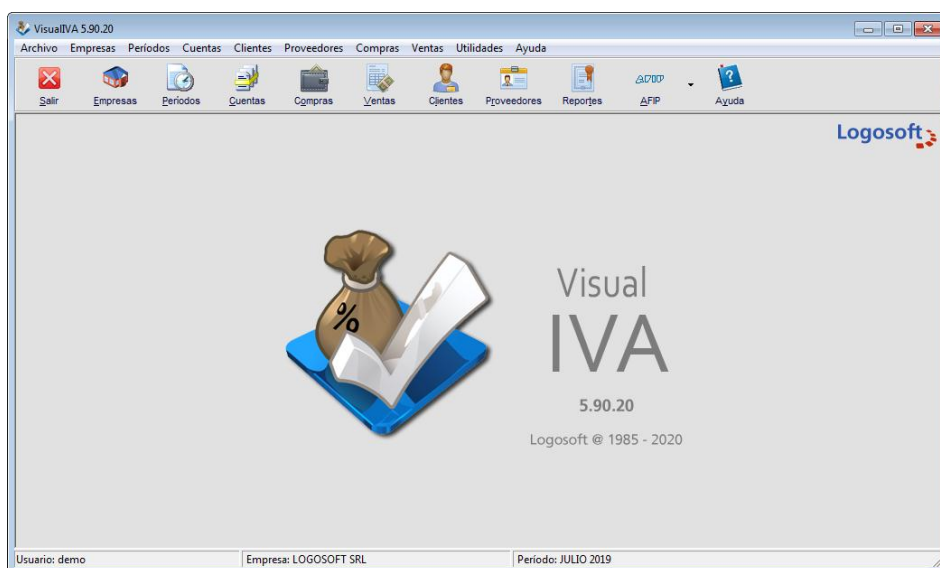 VisualIVA 5.90.20
Archivo Empresas Períodos Cuentas Clientes Proveedores Compras Ventas Utilidades Ayuda
Salir Empresas Periodos Cuentas Compras Ventas Clientes Proveedores Reportes AFIP Ayuda
Logosoft
%
Visual
IVA
5.90.20
Logosoft @ 1985 - 2020
Usuario: demo Empresa: LOGOSOFT SRL Período: JULIO 2019